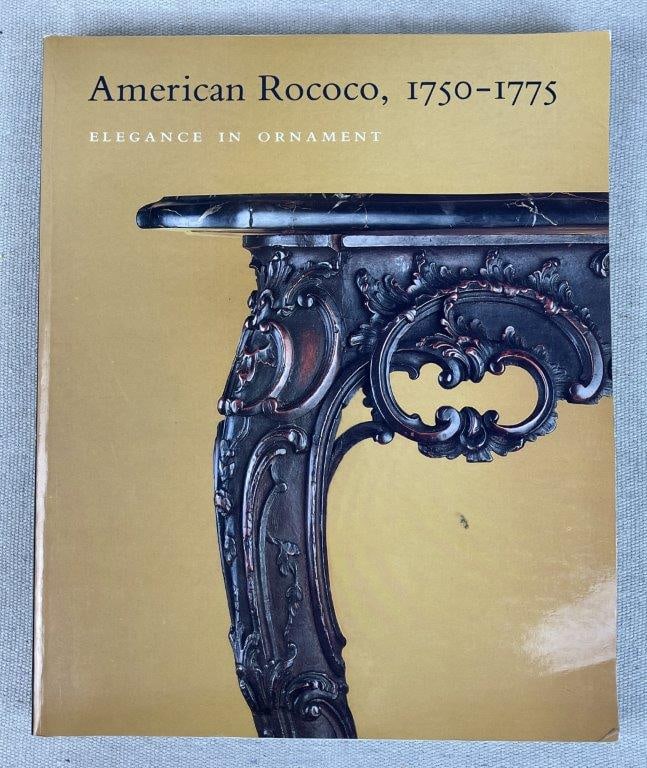 American Rococo, 1750–1775
ELEGANCE IN ORNAMENT